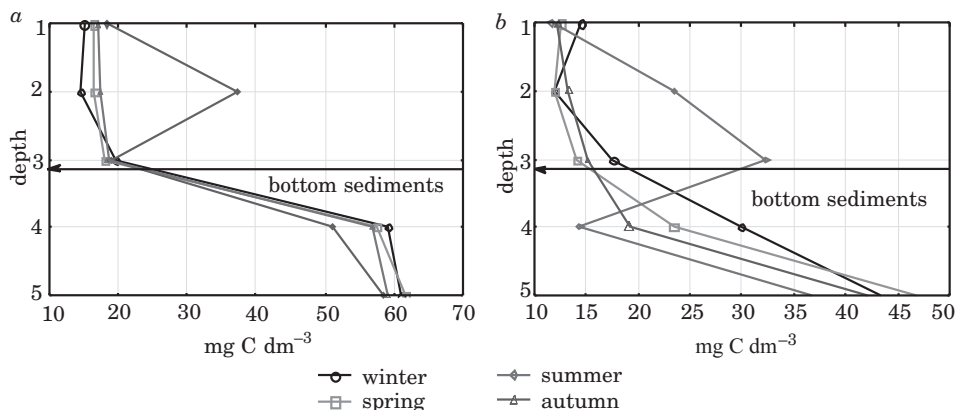 a
b
1
2
3
4
5
depth
bottom sediments
10 20 30 40 50 60 70
mg C dm⁻³
1
2
3
4
5
depth
bottom sediments
10 15 20 25 30 35 40 45 50
mg C dm⁻³
winter
summer
spring
autumn